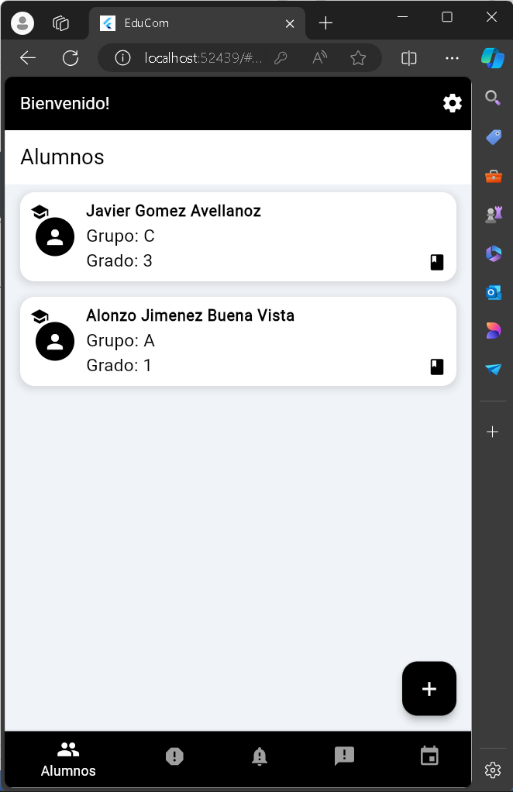 EduCom
localhost:52439/#...
Bienvenido!
Alumnos
Javier Gomez Avellanoz
Grupo: C
Grado: 3
Alonzo Jimenez Buena Vista
Grupo: A
Grado: 1
Alumnos